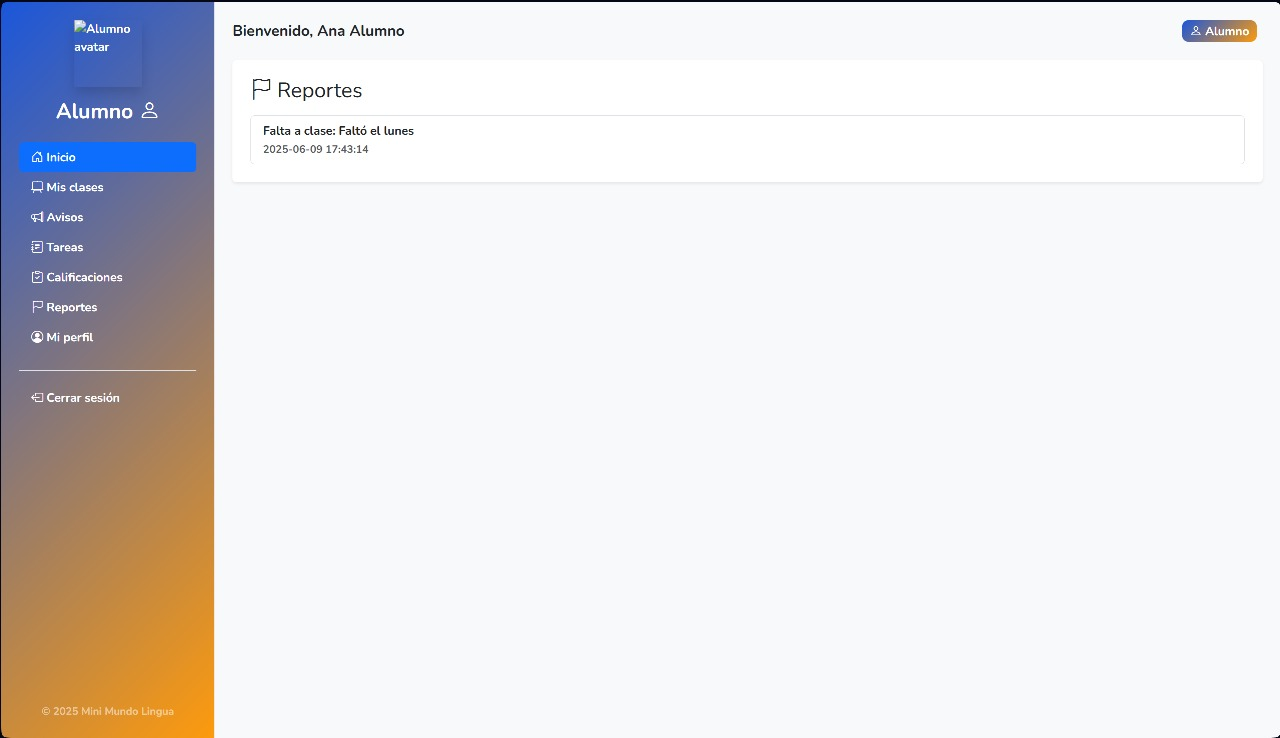 Alumno
avatar
Alumno
Inicio
Mis clases
Avisos
Tareas
Calificaciones
Reportes
Mi perfil
Cerrar sesión
© 2025 Mini Mundo Lingua
Bienvenido, Ana Alumno
Alumno
Reportes
Falta a clase: Faltó el lunes
2025-06-09 17:43:14